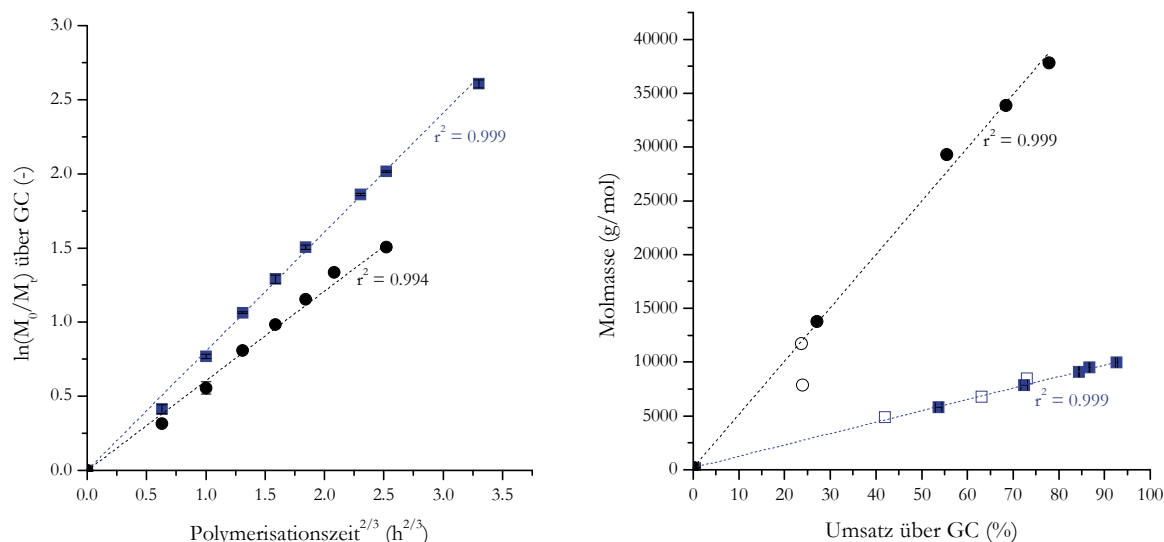 3.0
2.5
2.0
1.5
1.0
0.5
0.0
ln(M₀/Mₜ) über GC (-)
r² = 0.999
r² = 0.994
0.0 0.5 1.0 1.5 2.0 2.5 3.0 3.5
Polymerisationszeit^2/3 (h^2/3)
40000
35000
30000
25000
20000
15000
10000
5000
0
Molmasse (g/mol)
r² = 0.999
r² = 0.999
0 10 20 30 40 50 60 70 80 90 100
Umsatz über GC (%)